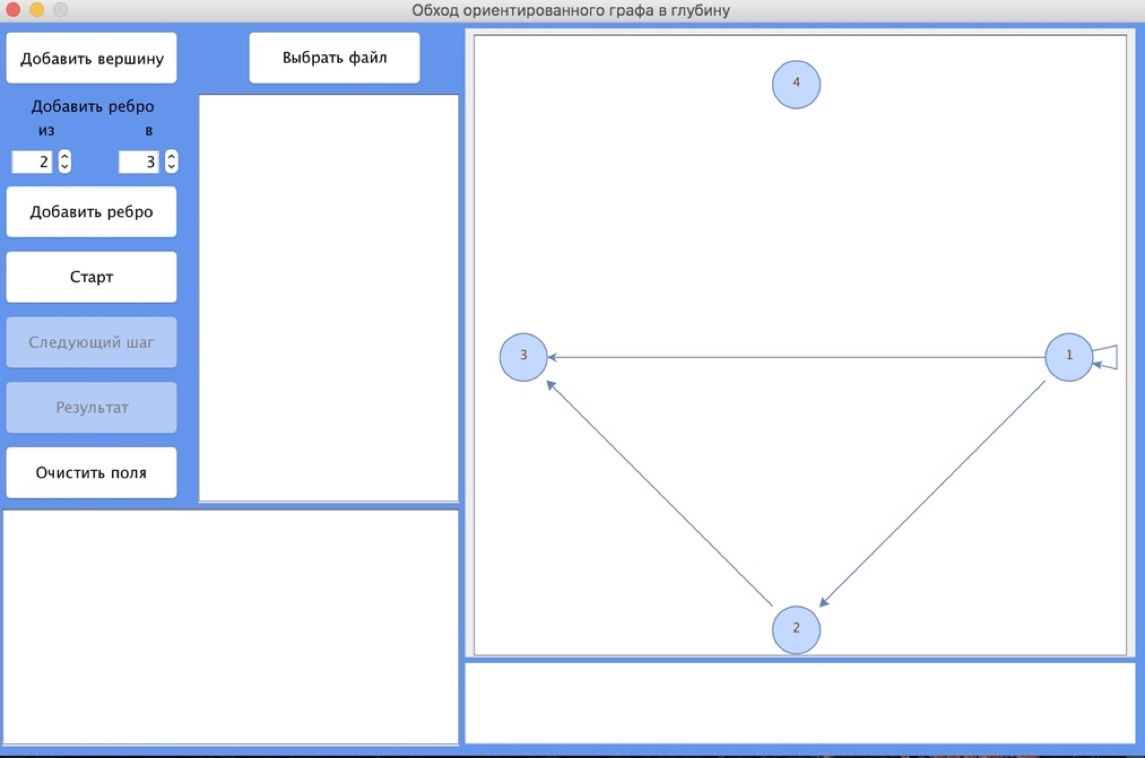 Обход ориентированного графа в глубину
Добавить вершину
Выбрать файл
Добавить ребро
из в
2 3
Добавить ребро
Старт
Следующий шаг
Результат
Очистить поля
4
3
1
2